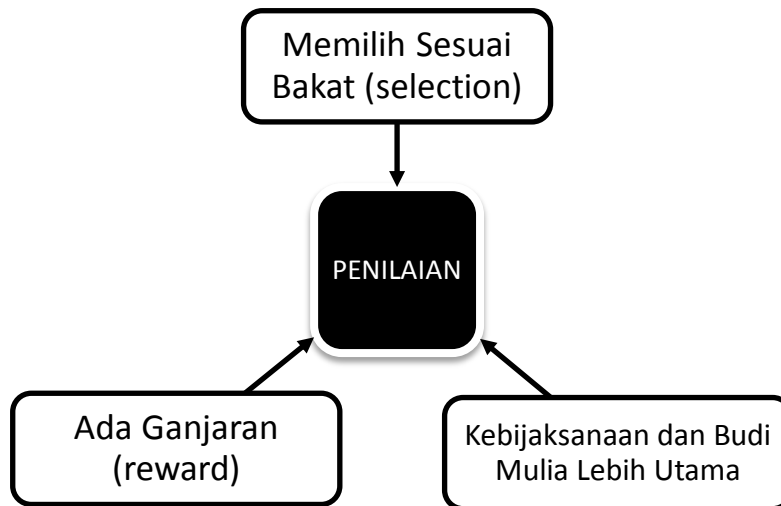 Memilih Sesuai
Bakat (selection)
PENILAIAN
Ada Ganjaran
(reward)
Kebijaksanaan dan Budi
Mulia Lebih Utama